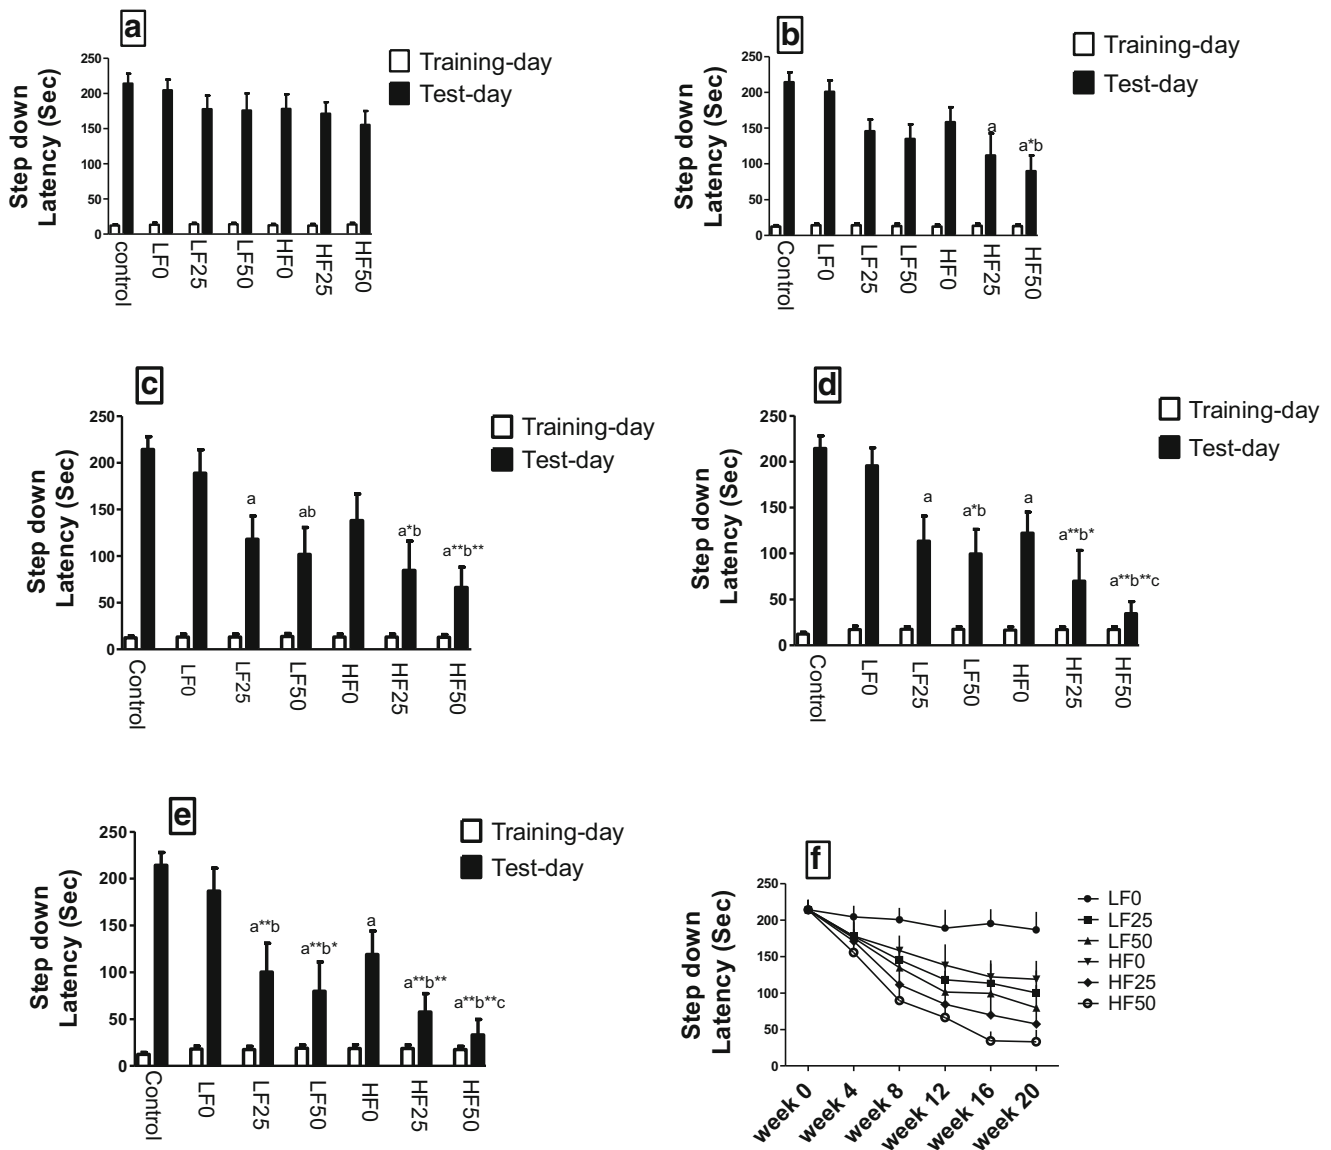 a
Training-day
Test-day
Step down
Latency (Sec)
250
200
150
100
50
0
control
LF0
LF25
LF50
HF0
HF25
HF50
b
Training-day
Test-day
Step down
Latency (Sec)
250
200
150
100
50
0
a
a*b
Control
LF0
LF25
LF50
HF0
HF25
HF50
c
Training-day
Test-day
Step down
Latency (Sec)
250
200
150
100
50
0
a
ab
a*b
a**b**
Control
LF0
LF25
LF50
HF0
HF25
HF50
d
Training-day
Test-day
Step down
Latency (Sec)
250
200
150
100
50
0
a
a*b
a
a**b*
a**b**c
Control
LF0
LF25
LF50
HF0
HF25
HF50
e
Training-day
Test-day
Step down
Latency (Sec)
250
200
150
100
50
0
a**b
a**b*
a
a**b**
a**b**c
Control
LF0
LF25
LF50
HF0
HF25
HF50
f
Step down
Latency (Sec)
250
200
150
100
50
0
LF0
LF25
LF50
HF0
HF25
HF50
week 0
week 4
week 8
week 12
week 16
week 20